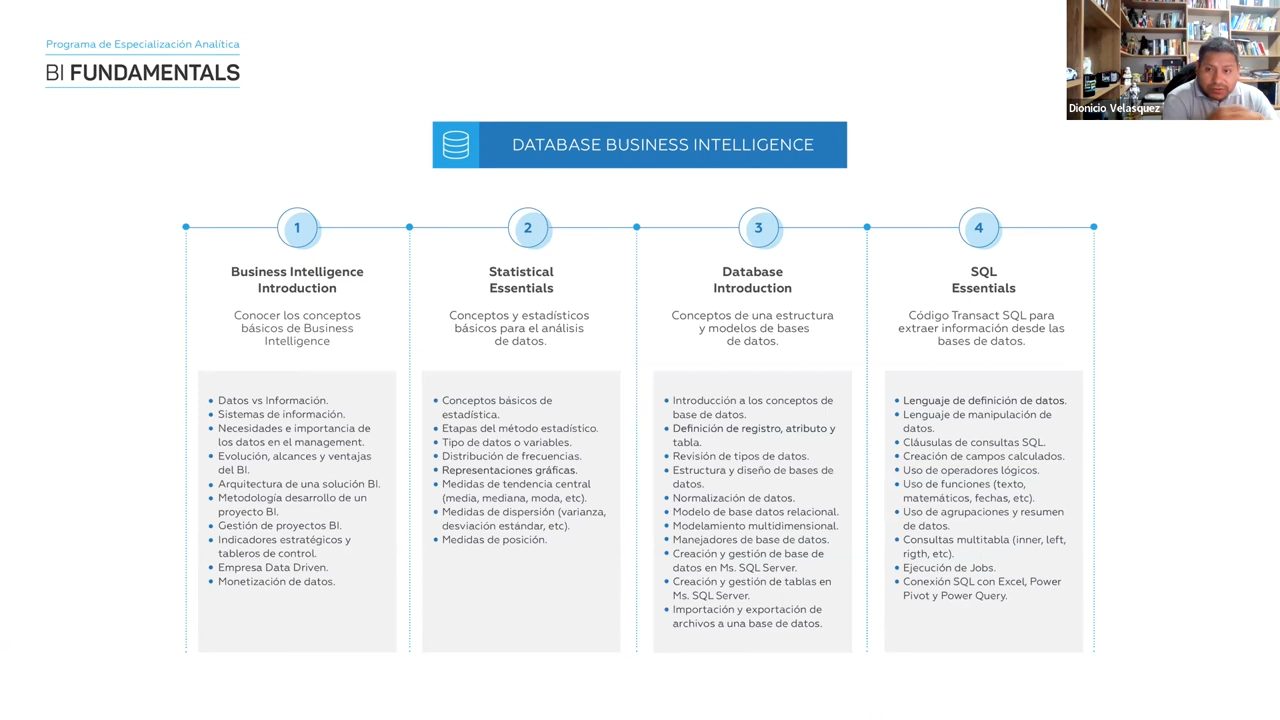 Programa de Especialización Analítica
BI FUNDAMENTALS
Dionicio Velasquez
DATABASE BUSINESS INTELLIGENCE
1
Business Intelligence
Introduction
Conocer los conceptos
básicos de Business
Intelligence
Datos vs Información.
Sistemas de información.
Necesidades e importancia de
los datos en el management.
Evolución, alcances y ventajas
del BI.
Arquitectura de una solución BI.
Metodología desarrollo de un
proyecto BI.
Gestión de proyectos BI.
Indicadores estratégicos y
tableros de control.
Empresa Data Driven.
Monetización de datos.
2
Statistical
Essentials
Conceptos y estadísticos
básicos para el análisis
de datos.
Conceptos básicos de
estadística.
Etapas del método estadístico.
Tipo de datos o variables.
Distribución de frecuencias.
Representaciones gráficas.
Medidas de tendencia central
(media, mediana, moda, etc).
Medidas de dispersión (varianza,
desviación estándar, etc).
Medidas de posición.
3
Database
Introduction
Conceptos de una estructura
y modelos de bases
de datos.
Introducción a los conceptos de
base de datos.
Definición de registro, atributo y
tabla.
Revisión de tipos de datos.
Estructura y diseño de bases de
datos.
Normalización de datos.
Modelo de base datos relacional.
Modelamiento multidimensional.
Manejadores de base de datos.
Creación y gestión de base de
datos en Ms. SQL Server.
Creación y gestión de tablas en
Ms. SQL Server.
Importación y exportación de
archivos a una base de datos.
4
SQL
Essentials
Código Transact SQL para
extraer información desde las
bases de datos.
Lenguaje de definición de datos.
Lenguaje de manipulación de
datos.
Cláusulas de consultas SQL.
Creación de campos calculados.
Uso de operadores lógicos.
Uso de funciones (texto,
matemáticos, fechas, etc).
Uso de agrupaciones y resumen
de datos.
Consultas multitabla (inner, left,
rigth, etc).
Ejecución de Jobs.
Conexión SQL con Excel, Power
Pivot y Power Query.